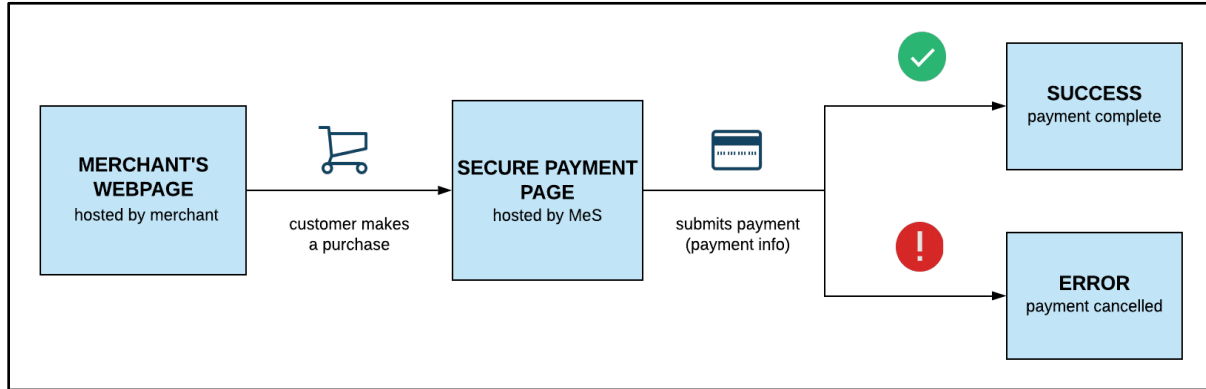 MERCHANT'S
WEBPAGE
hosted by merchant
customer makes
a purchase
SECURE PAYMENT
PAGE
hosted by MeS
submits payment
(payment info)
SUCCESS
payment complete
ERROR
payment cancelled